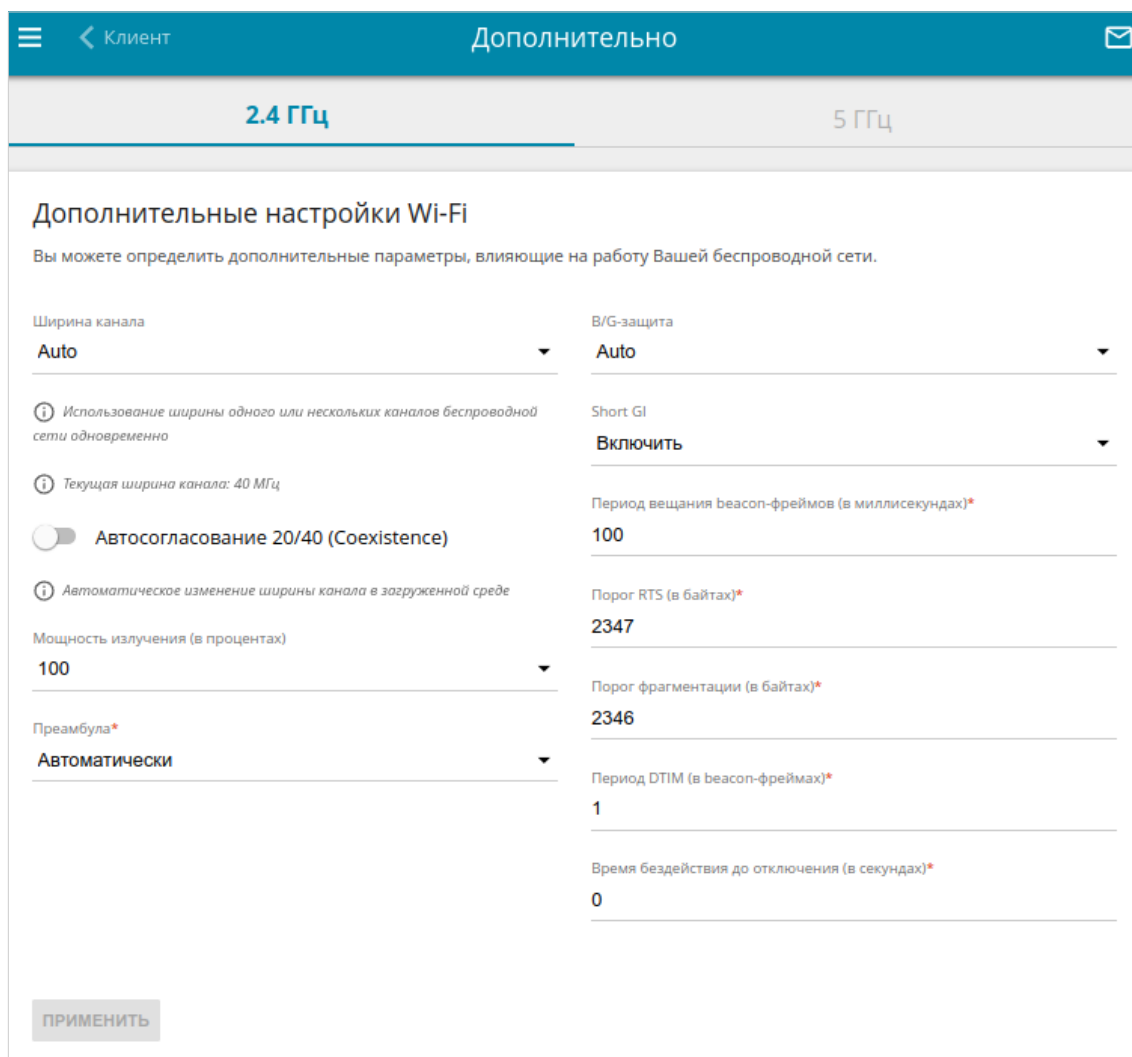 Клиент
Дополнительно
2.4 ГГц
5 ГГц
Дополнительные настройки Wi-Fi
Вы можете определить дополнительные параметры, влияющие на работу Вашей беспроводной сети.
Ширина канала
Auto
Использование ширины одного или нескольких каналов беспроводной
сети одновременно
Текущая ширина канала: 40 МГц
Автосогласование 20/40 (Coexistence)
Автоматическое изменение ширины канала в загруженной среде
Мощность излучения (в процентах)
100
Преамбула*
Автоматически
B/G-защита
Auto
Short GI
Включить
Период вещания beacon-фреймов (в миллисекундах)*
100
Порог RTS (в байтах)*
2347
Порог фрагментации (в байтах)*
2346
Период DTIM (в beacon-фреймах)*
1
Время бездействия до отключения (в секундах)*
0
ПРИМЕНИТЬ